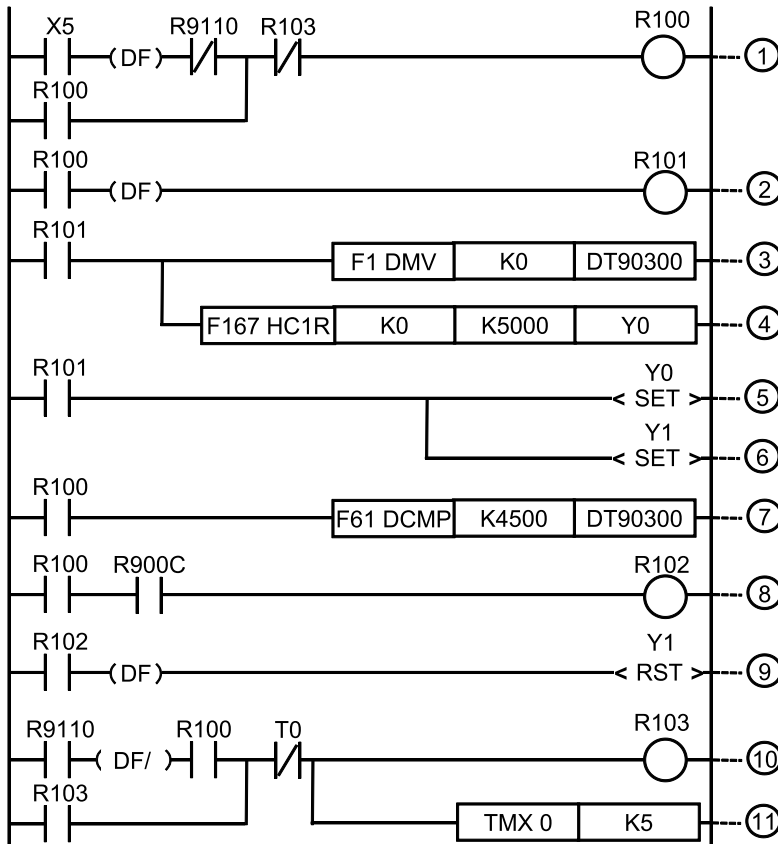 X5 R9110 R103 R100
(DF) 1
R100
R100 R101
(DF) 2
R101
F1 DMV K0 DT90300 3
F167 HC1R K0 K5000 Y0 4
R101 Y0
< SET > 5
Y1
< SET > 6
R100
F61 DCMP K4500 DT90300 7
R100 R900C R102
8
R102 Y1
(DF) < RST > 9
R9110 R100 T0 R103
( DF/ ) 10
R103
TMX 0 K5 11